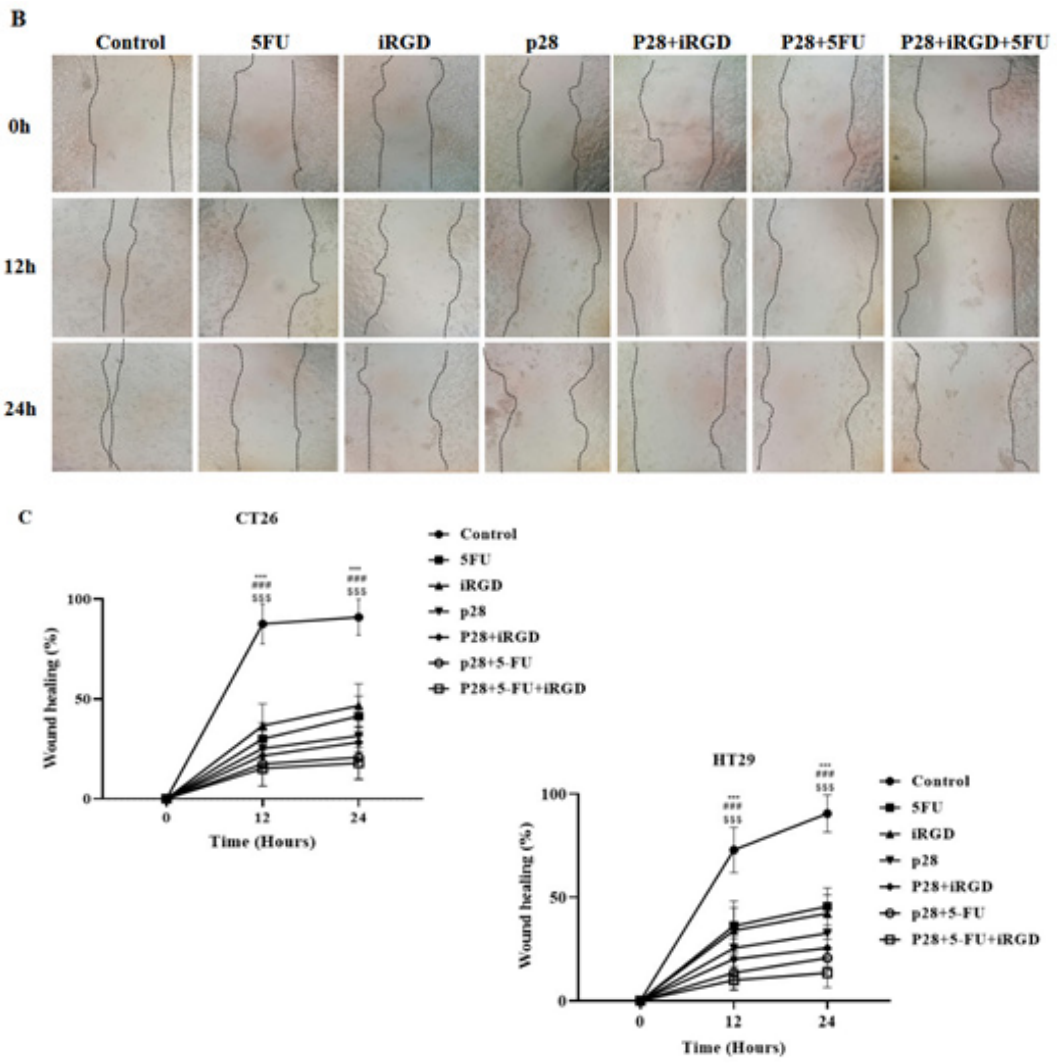 B
Control 5FU iRGD p28 P28+iRGD P28+5FU P28+iRGD+5FU
0h
12h
24h
C
CT26
Control
5FU
iRGD
p28
P28+iRGD
p28+5-FU
P28+5-FU+iRGD
***
###
$$$
***
###
$$$
100
50
0
Wound healing (%)
0 12 24
Time (Hours)
HT29
Control
5FU
iRGD
p28
P28+iRGD
p28+5-FU
P28+5-FU+iRGD
***
###
$$$
***
###
$$$
100
50
0
Wound healing (%)
0 12 24
Time (Hours)